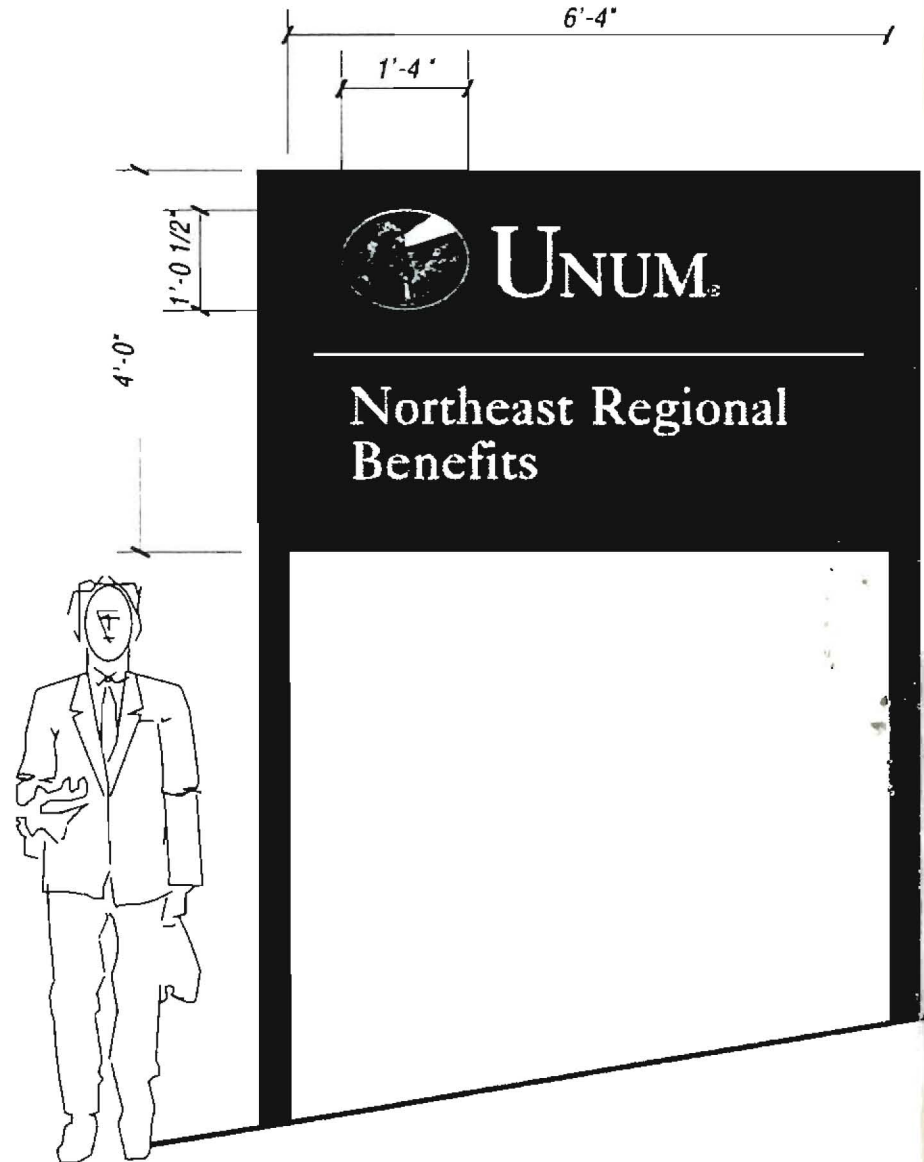 6'-4"
1'-4"
1'-0 1/2"
4'-0"
UNUM®
Northeast Regional
Benefits